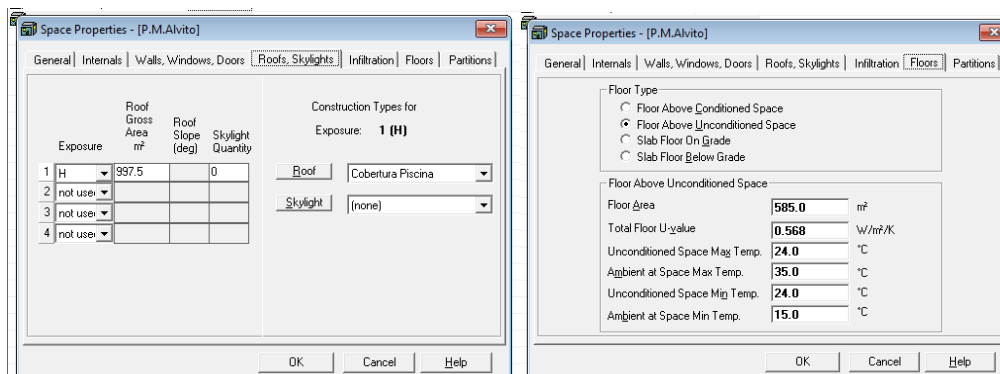 Space Properties - [P.M.Alvito]
General Internals Walls, Windows, Doors Roofs, Skylights Infiltration Floors Partitions
Exposure
Roof
Gross
Area
m²
Roof
Slope
(deg)
Skylight
Quantity
1 H 997.5 0
2 not use
3 not use
4 not use
Construction Types for
Exposure: 1 (H)
Roof Cobertura Piscina
Skylight (none)
OK Cancel Help
Space Properties - [P.M.Alvito]
General Internals Walls, Windows, Doors Roofs, Skylights Infiltration Floors Partitions
Floor Type
Floor Above Conditioned Space
Floor Above Unconditioned Space
Slab Floor On Grade
Slab Floor Below Grade
Floor Above Unconditioned Space
Floor Area 585.0 m²
Total Floor U-value 0.568 W/m²/K
Unconditioned Space Max Temp. 24.0 °C
Ambient at Space Max Temp. 35.0 °C
Unconditioned Space Min Temp. 24.0 °C
Ambient at Space Min Temp. 15.0 °C
OK Cancel Help